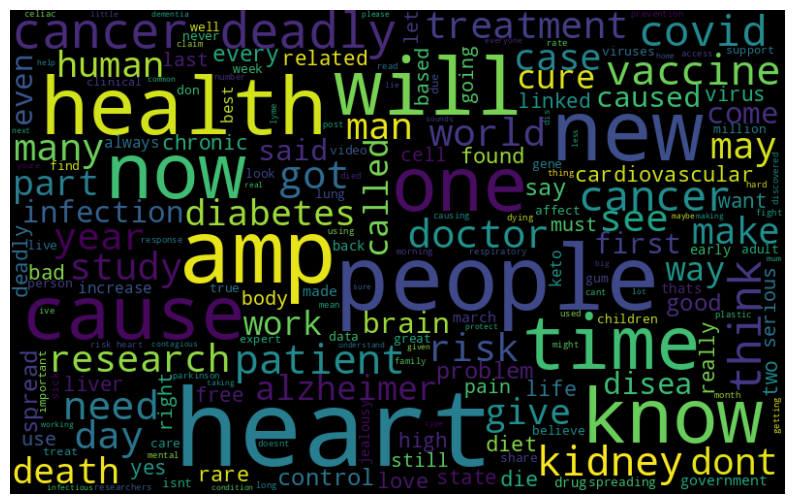 celiac little dementia please prevention
cancer deadly well never claim treatment let everyone rate covid
help clinical week read lie due viruses home access support
human every last related based going case cure vaccine
health will best number common don man linked caused virus
even next lyme post sounds dis million come
many always chronic said world cell found new may
find look video gene less thing hard discovered
now got called one cardiovascular
part real died lung say cancer want
infection diabetes causing dying affect maybe making fight
deadly live response using back doctor must see make
year amp morning respiratory early adult mum
bad study true keto first way
person increase body made big gum thats good
cause mean sure people cant lot plastic serious
live expert data great march used children think
work brain time two
risk heart contagious protect understand given family might really
spread important research patient risk problem disea
sick parkinson taking pain life month
liver free alzheimer know
need day right heart jealousy give believe getting
use working care doesnt type high diet share
treat mental still love kidney dont
death yes rare control state die drug spreading government
infectious researchers isnt condition long